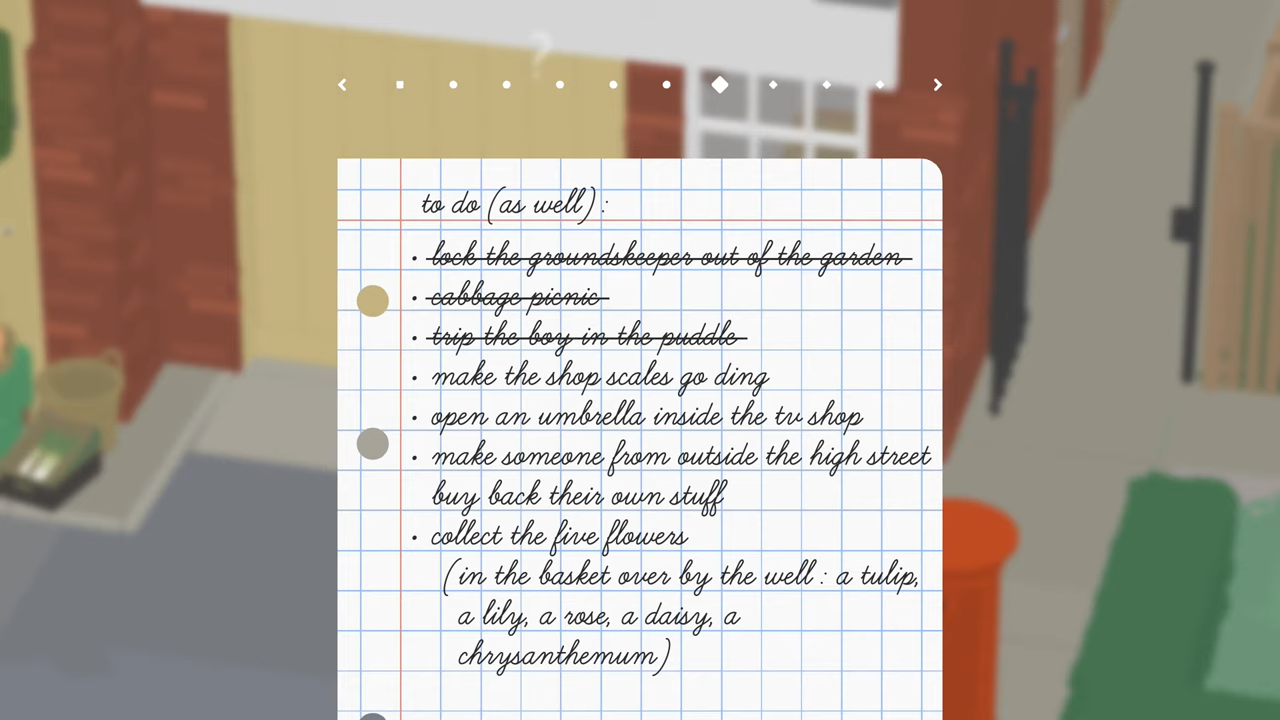 ?
to do (as well) :
• lock the groundskeeper out of the garden
• cabbage picnic
• trip the boy in the puddle
• make the shop scales go ding
• open an umbrella inside the tv shop
• make someone from outside the high street
buy back their own stuff
• collect the five flowers
(in the basket over by the well : a tulip,
a lily, a rose, a daisy, a
chrysanthemum)